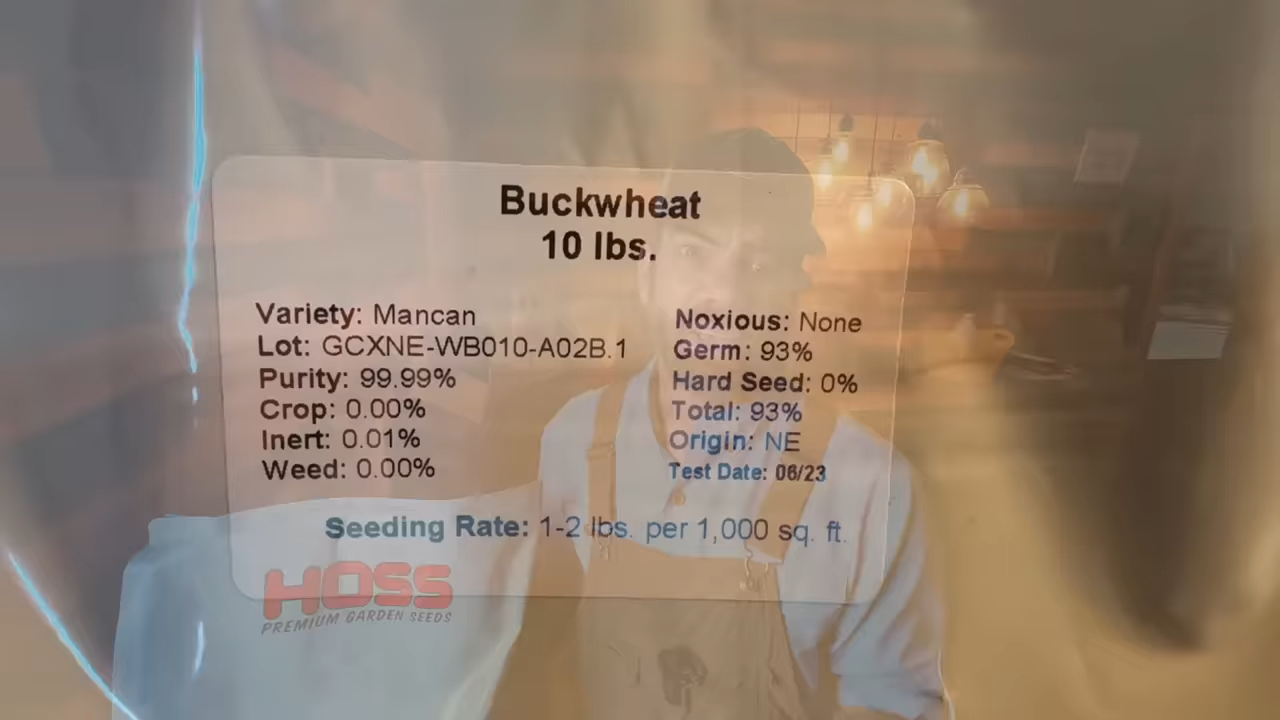 Buckwheat
10 lbs.
Variety: Mancan
Lot: GCXNE-WB010-A02B.1
Purity: 99.99%
Crop: 0.00%
Inert: 0.01%
Weed: 0.00%
Noxious: None
Germ: 93%
Hard Seed: 0%
Total: 93%
Origin: NE
Test Date: 06/23
Seeding Rate: 1-2 lbs. per 1,000 sq. ft.
HOSS
PREMIUM GARDEN SEEDS